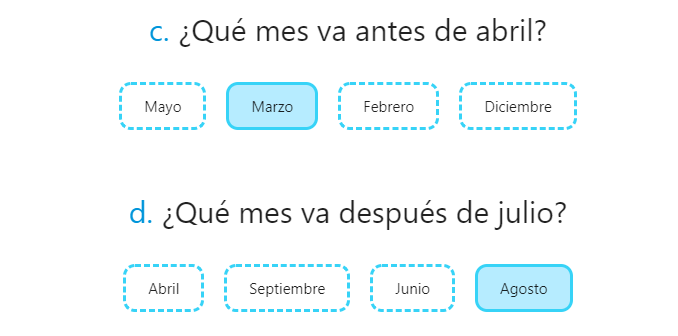 c. ¿Qué mes va antes de abril?
Mayo Marzo Febrero Diciembre
d. ¿Qué mes va después de julio?
Abril Septiembre Junio Agosto